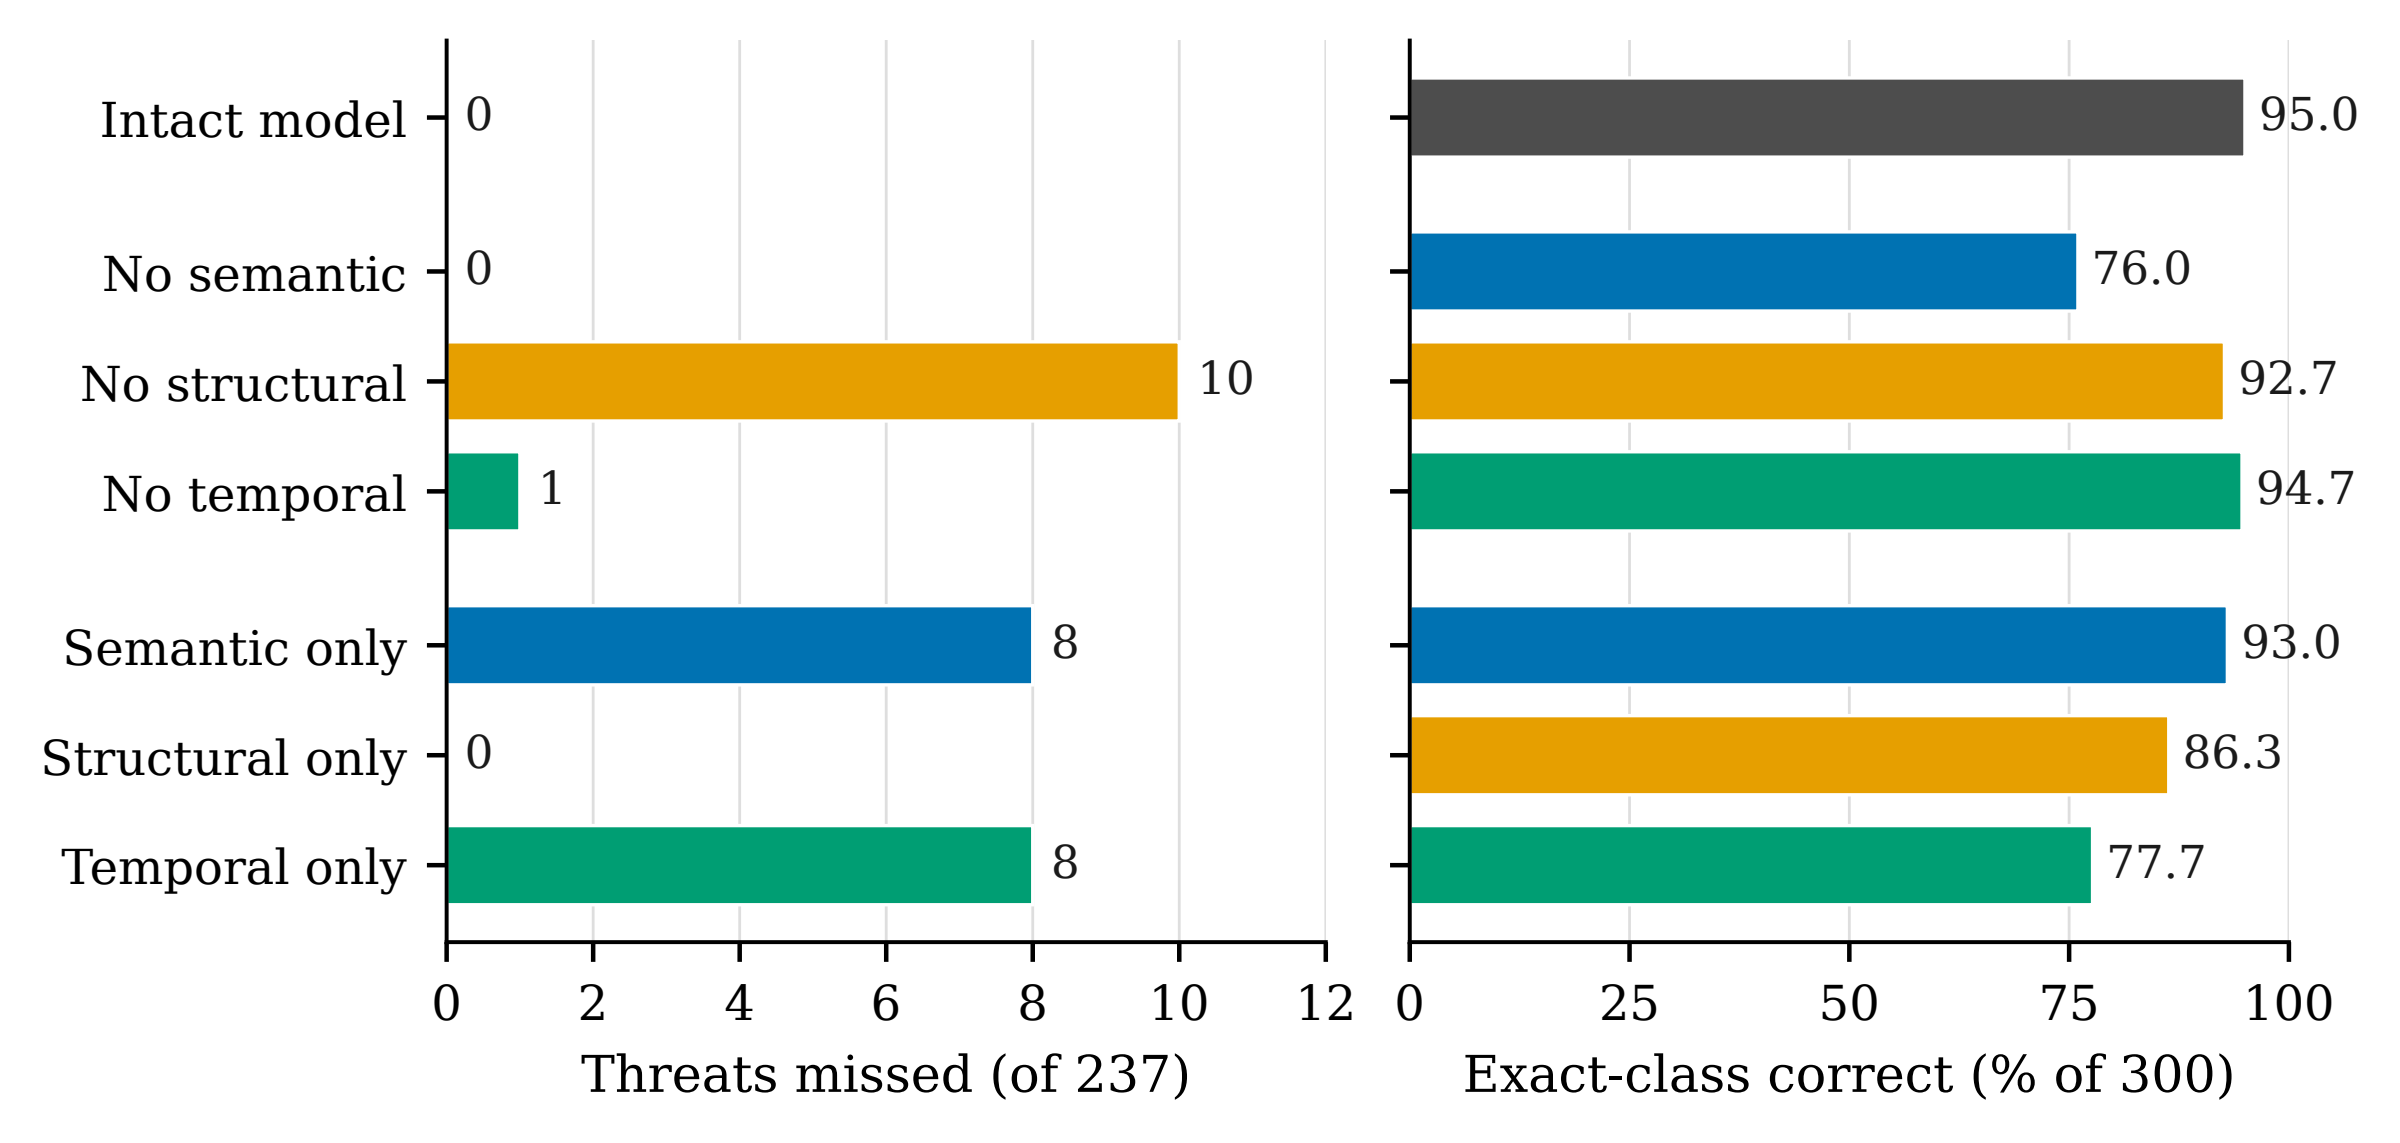 Intact model 0 95.0
No semantic 0 76.0
No structural 10 92.7
No temporal 1 94.7
Semantic only 8 93.0
Structural only 0 86.3
Temporal only 8 77.7
0 2 4 6 8 10 12 0 25 50 75 100
Threats missed (of 237) Exact-class correct (% of 300)